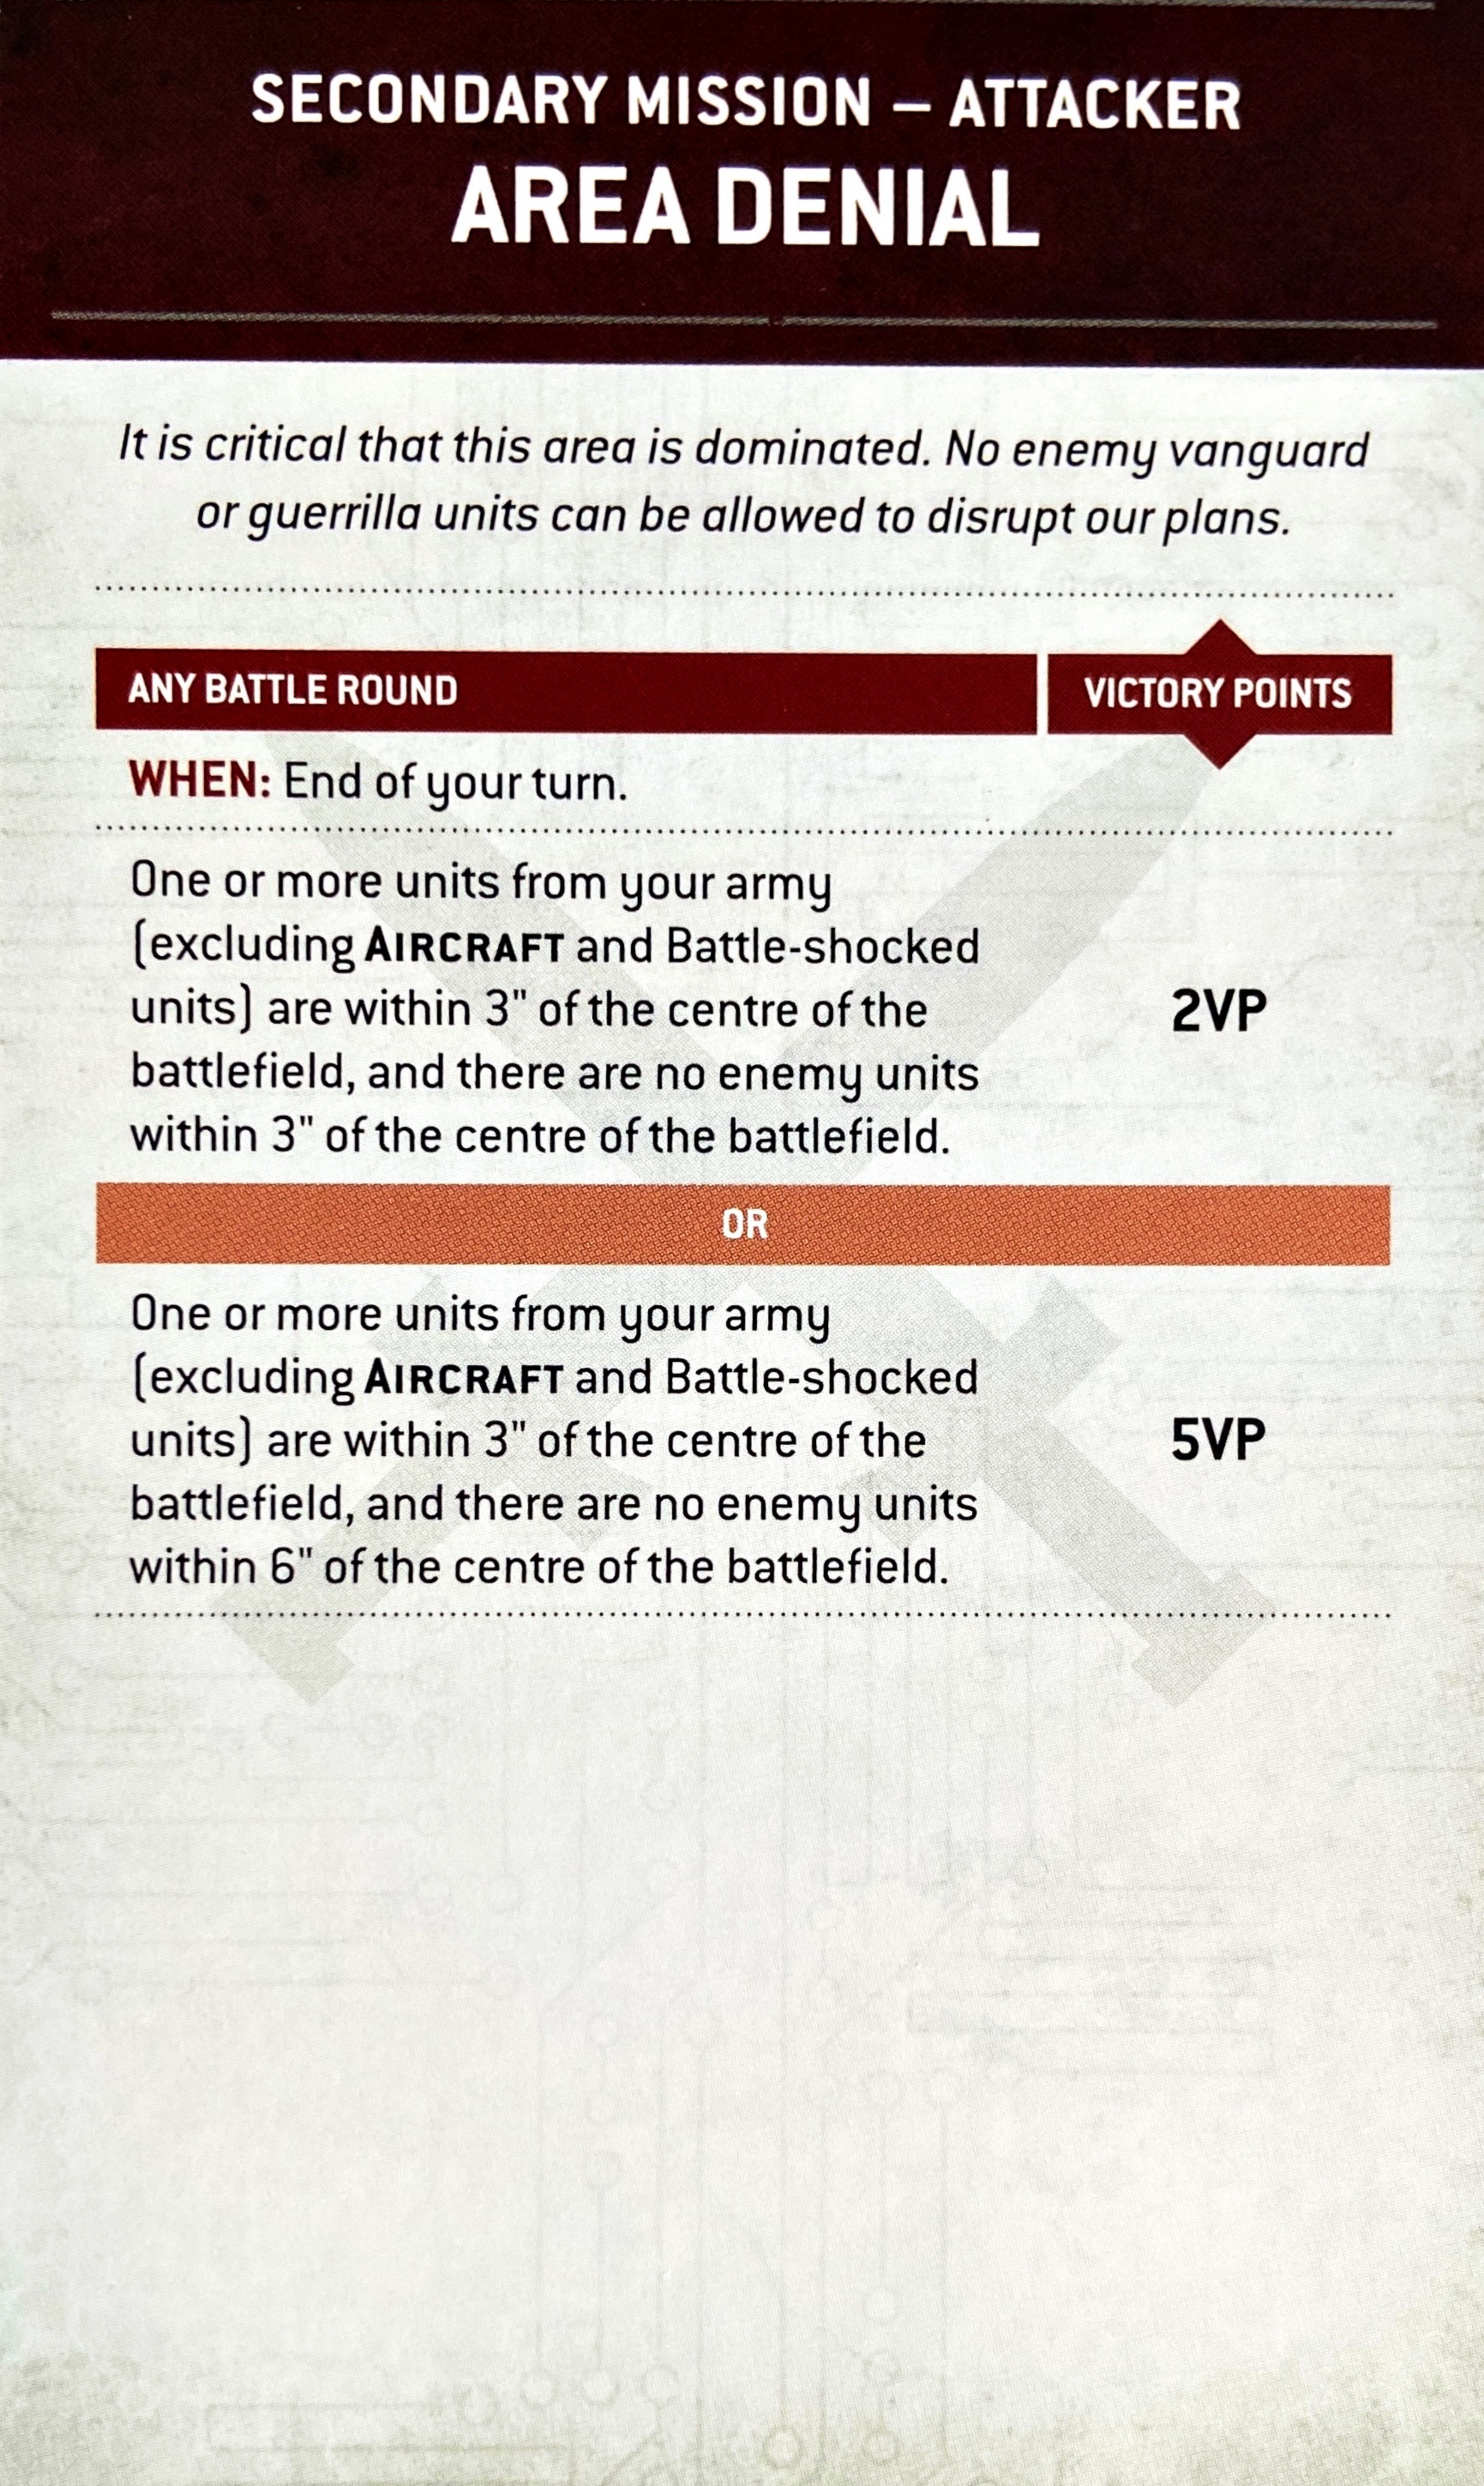 SECONDARY MISSION – ATTACKER
AREA DENIAL
It is critical that this area is dominated. No enemy vanguard
or guerrilla units can be allowed to disrupt our plans.
ANY BATTLE ROUND
VICTORY POINTS
WHEN: End of your turn.
One or more units from your army
(excluding AIRCRAFT and Battle-shocked
units) are within 3" of the centre of the
battlefield, and there are no enemy units
within 3" of the centre of the battlefield.
2VP
OR
One or more units from your army
(excluding AIRCRAFT and Battle-shocked
units) are within 3" of the centre of the
battlefield, and there are no enemy units
within 6" of the centre of the battlefield.
5VP